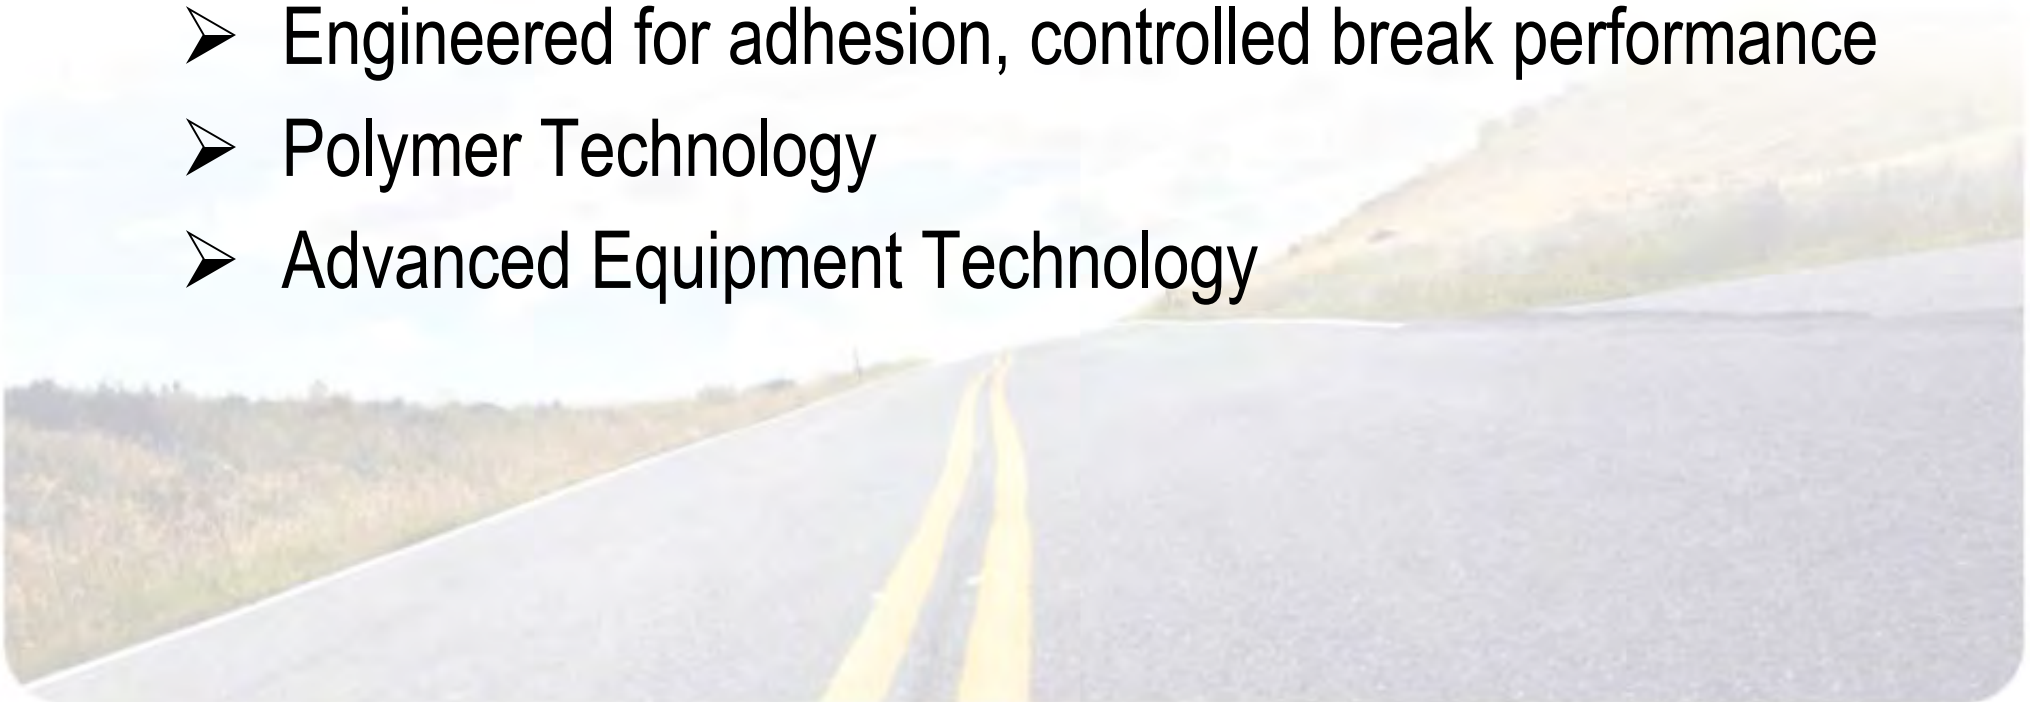 ➢ Engineered for adhesion, controlled break performance
➢ Polymer Technology
➢ Advanced Equipment Technology